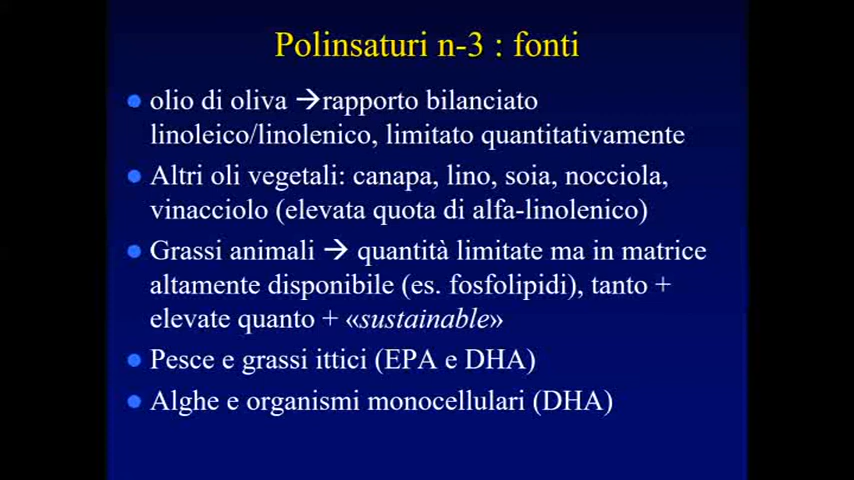 Polinsaturi n-3 : fonti
olio di oliva →rapporto bilanciato
linoleico/linolenico, limitato quantitativamente
Altri oli vegetali: canapa, lino, soia, nocciola,
vinacciolo (elevata quota di alfa-linolenico)
Grassi animali → quantità limitate ma in matrice
altamente disponibile (es. fosfolipidi), tanto +
elevate quanto + «sustainable»
Pesce e grassi ittici (EPA e DHA)
Alghe e organismi monocellulari (DHA)